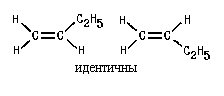 H C₂H₅ H H
C=C C=C
H H H C₂H₅
идентичны